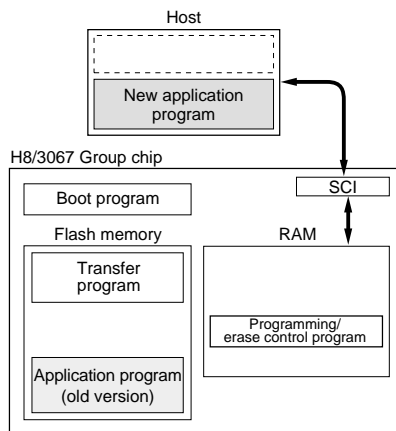 Host
New application
program
H8/3067 Group chip
SCI
Boot program
Flash memory
RAM
Transfer
program
Programming/
erase control program
Application program
(old version)